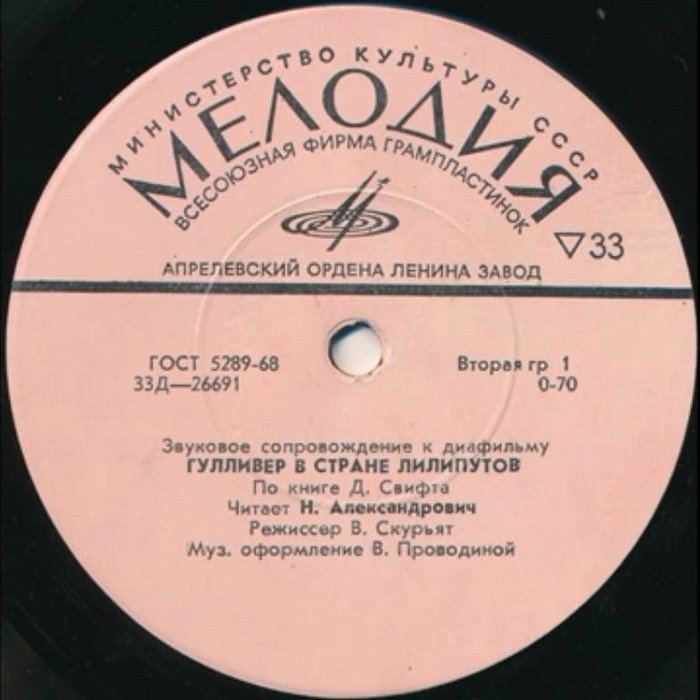 МИНИСТЕРСТВО КУЛЬТУРЫ СССР
МЕЛОДИЯ
ВСЕСОЮЗНАЯ ФИРМА ГРАМПЛАСТИНОК
▽33
АПРЕЛЕВСКИЙ ОРДЕНА ЛЕНИНА ЗАВОД
ГОСТ 5289-68 Вторая гр 1
33Д—26691 0-70
Звуковое сопровождение к диафильму
ГУЛЛИВЕР В СТРАНЕ ЛИЛИПУТОВ
По книге Д. Свифта
Читает Н. Александрович
Режиссер В. Скурьят
Муз. оформление В. Проводиной